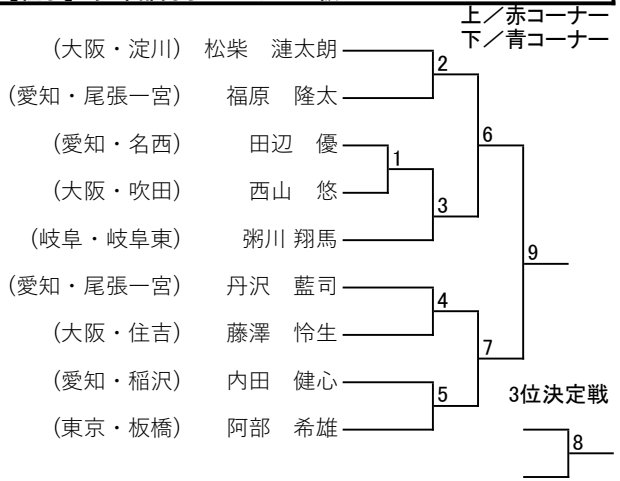 上／赤コーナー
下／青コーナー
(大阪・淀川) 松柴　漣太朗
(愛知・尾張一宮) 福原　隆太
(愛知・名西) 田辺　優
(大阪・吹田) 西山　悠
(岐阜・岐阜東) 粥川 翔馬
(愛知・尾張一宮) 丹沢　藍司
(大阪・住吉) 藤澤　怜生
(愛知・稲沢) 内田　健心
(東京・板橋) 阿部　希雄
2
1
3
6
4
5
7
9
3位決定戦
8